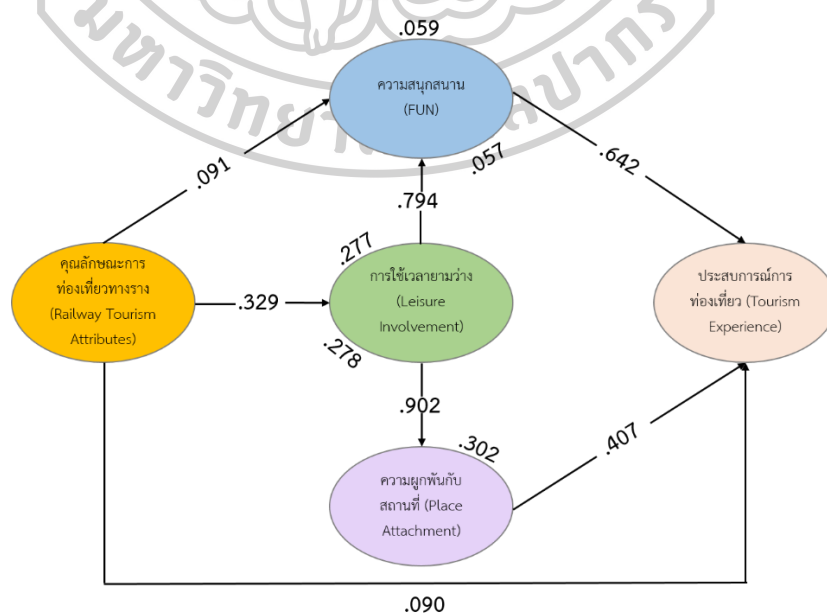 .059
ความสนุกสนาน
(FUN)
.057
.091
.642
.794
.277
คุณลักษณะการ
ท่องเที่ยวทางราง
(Railway Tourism
Attributes)
.329
การใช้เวลายามว่าง
(Leisure
Involvement)
ประสบการณ์การ
ท่องเที่ยว (Tourism
Experience)
.278
.902
.302
.407
ความผูกพันกับ
สถานที่ (Place
Attachment)
.090